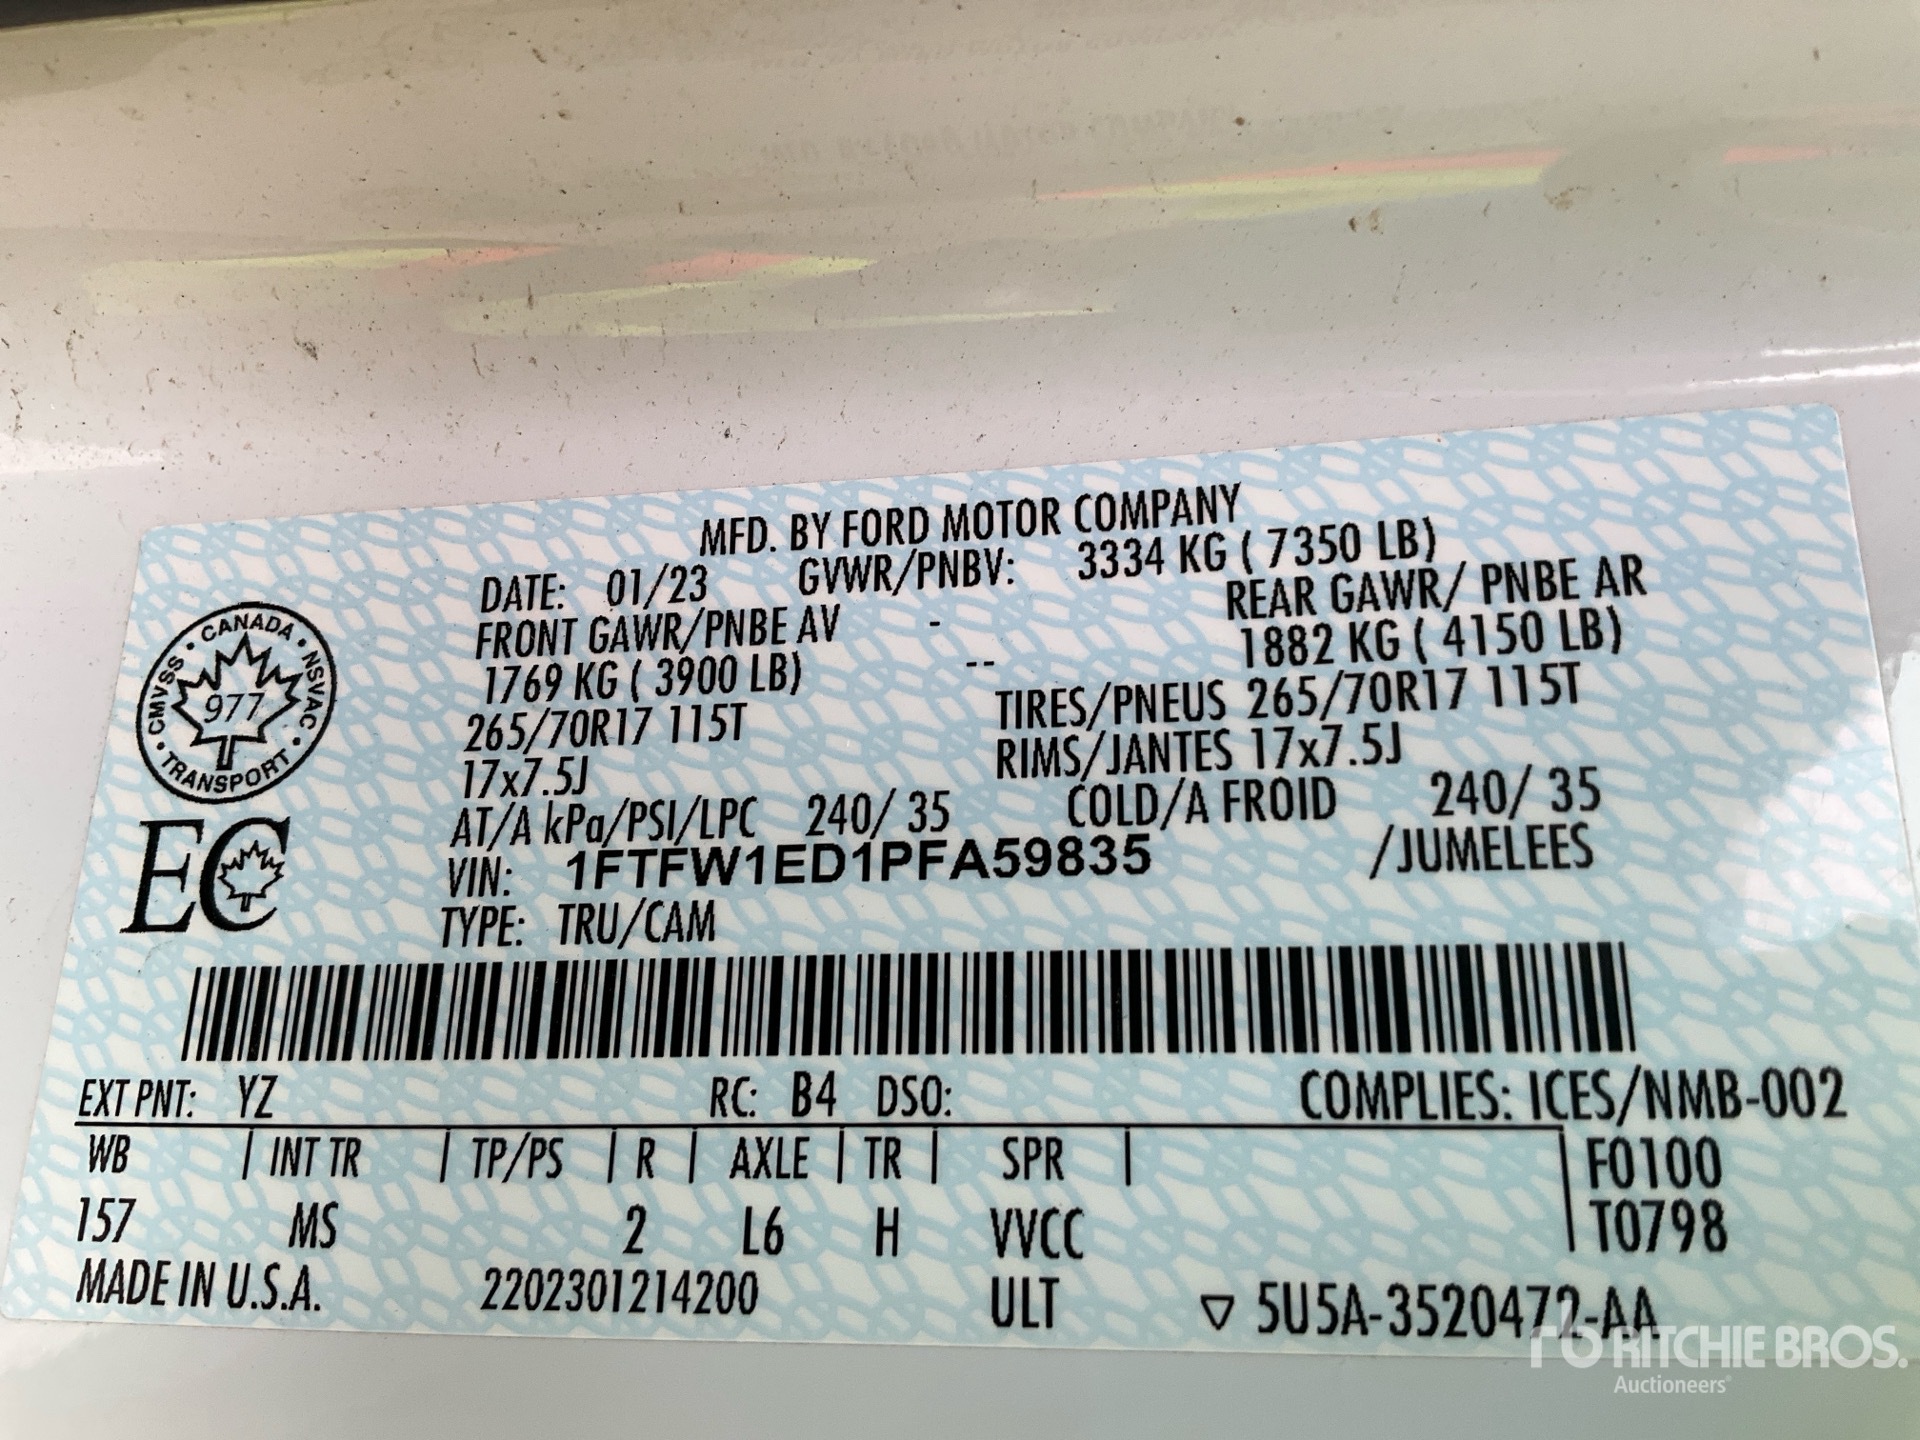 MFD. BY FORD MOTOR COMPANY
DATE: 01/23 GVWR/PNBV: 3334 KG ( 7350 LB)
FRONT GAWR/PNBE AV - REAR GAWR/ PNBE AR
1769 KG ( 3900 LB) -- 1882 KG ( 4150 LB)
265/70R17 115T TIRES/PNEUS 265/70R17 115T
17x7.5J RIMS/JANTES 17x7.5J
AT/A kPa/PSI/LPC 240/ 35 COLD/A FROID 240/ 35
VIN: 1FTFW1ED1PFA59835 /JUMELEES
TYPE: TRU/CAM
CANADA · NSVAC · TRANSPORT · CMVSS ·
977
EC
EXT PNT: YZ RC: B4 DSO: COMPLIES: ICES/NMB-002
WB | INT TR | TP/PS | R | AXLE | TR | SPR | F0100
157 MS 2 L6 H VVCC T0798
MADE IN U.S.A. 2202301214200 ULT ▽ 5U5A-3520472-AA
RITCHIE BROS.
Auctioneers